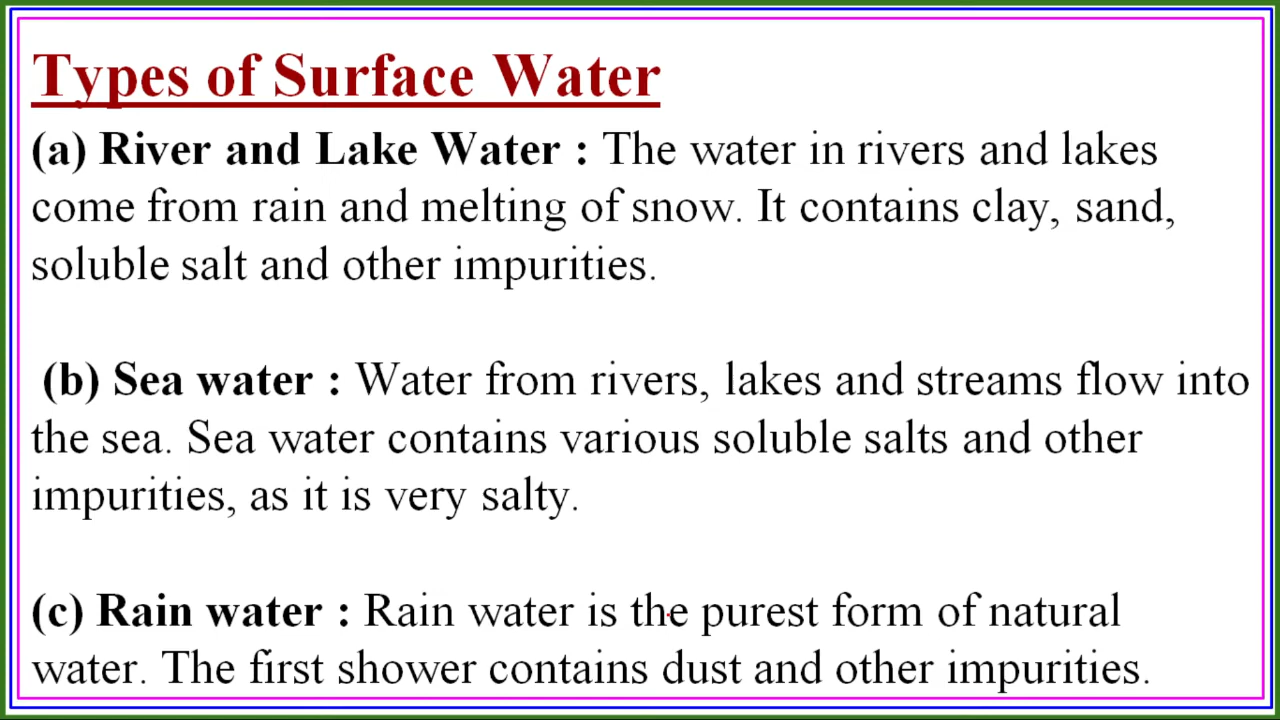 Types of Surface Water
(a) River and Lake Water : The water in rivers and lakes
come from rain and melting of snow. It contains clay, sand,
soluble salt and other impurities.
(b) Sea water : Water from rivers, lakes and streams flow into
the sea. Sea water contains various soluble salts and other
impurities, as it is very salty.
(c) Rain water : Rain water is the purest form of natural
water. The first shower contains dust and other impurities.